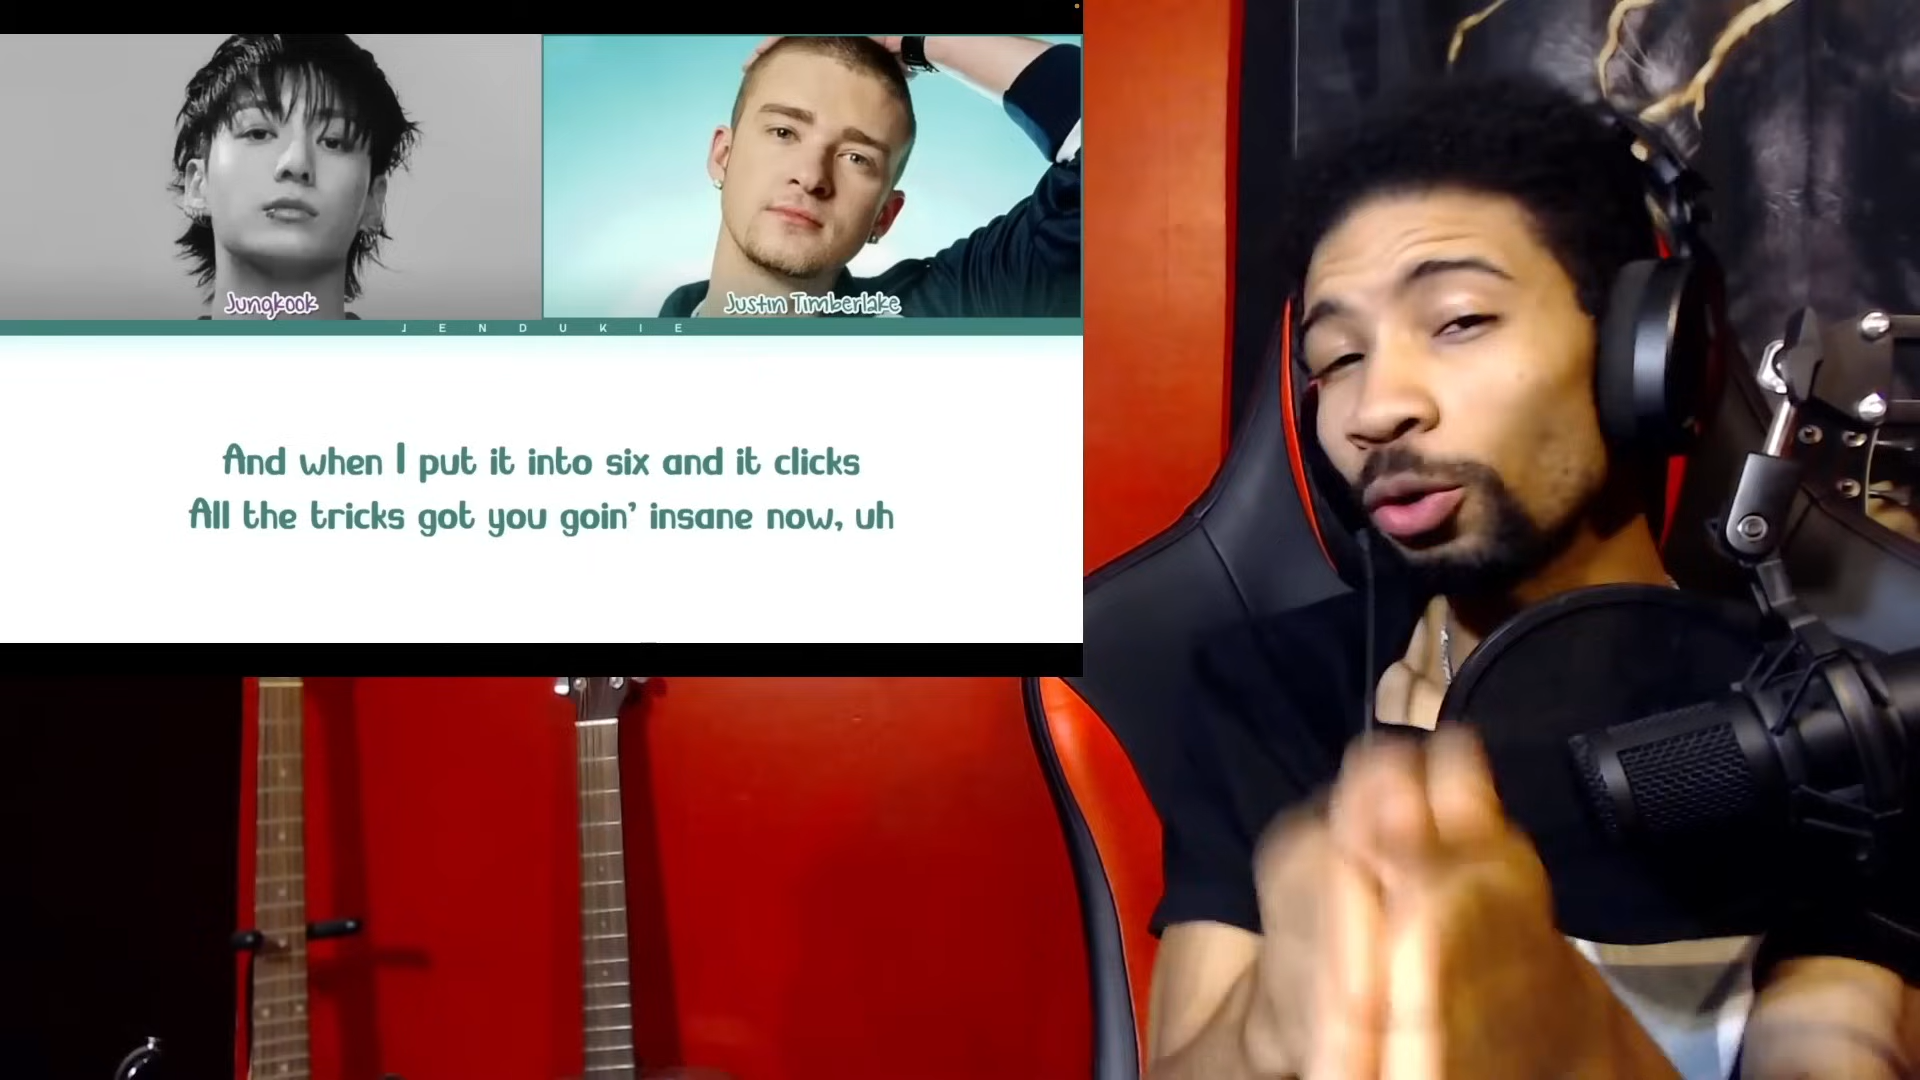 Jungkook
Justin Timberlake
J E N D U K I E
And when I put it into six and it clicks
All the tricks got you goin' insane now, uh